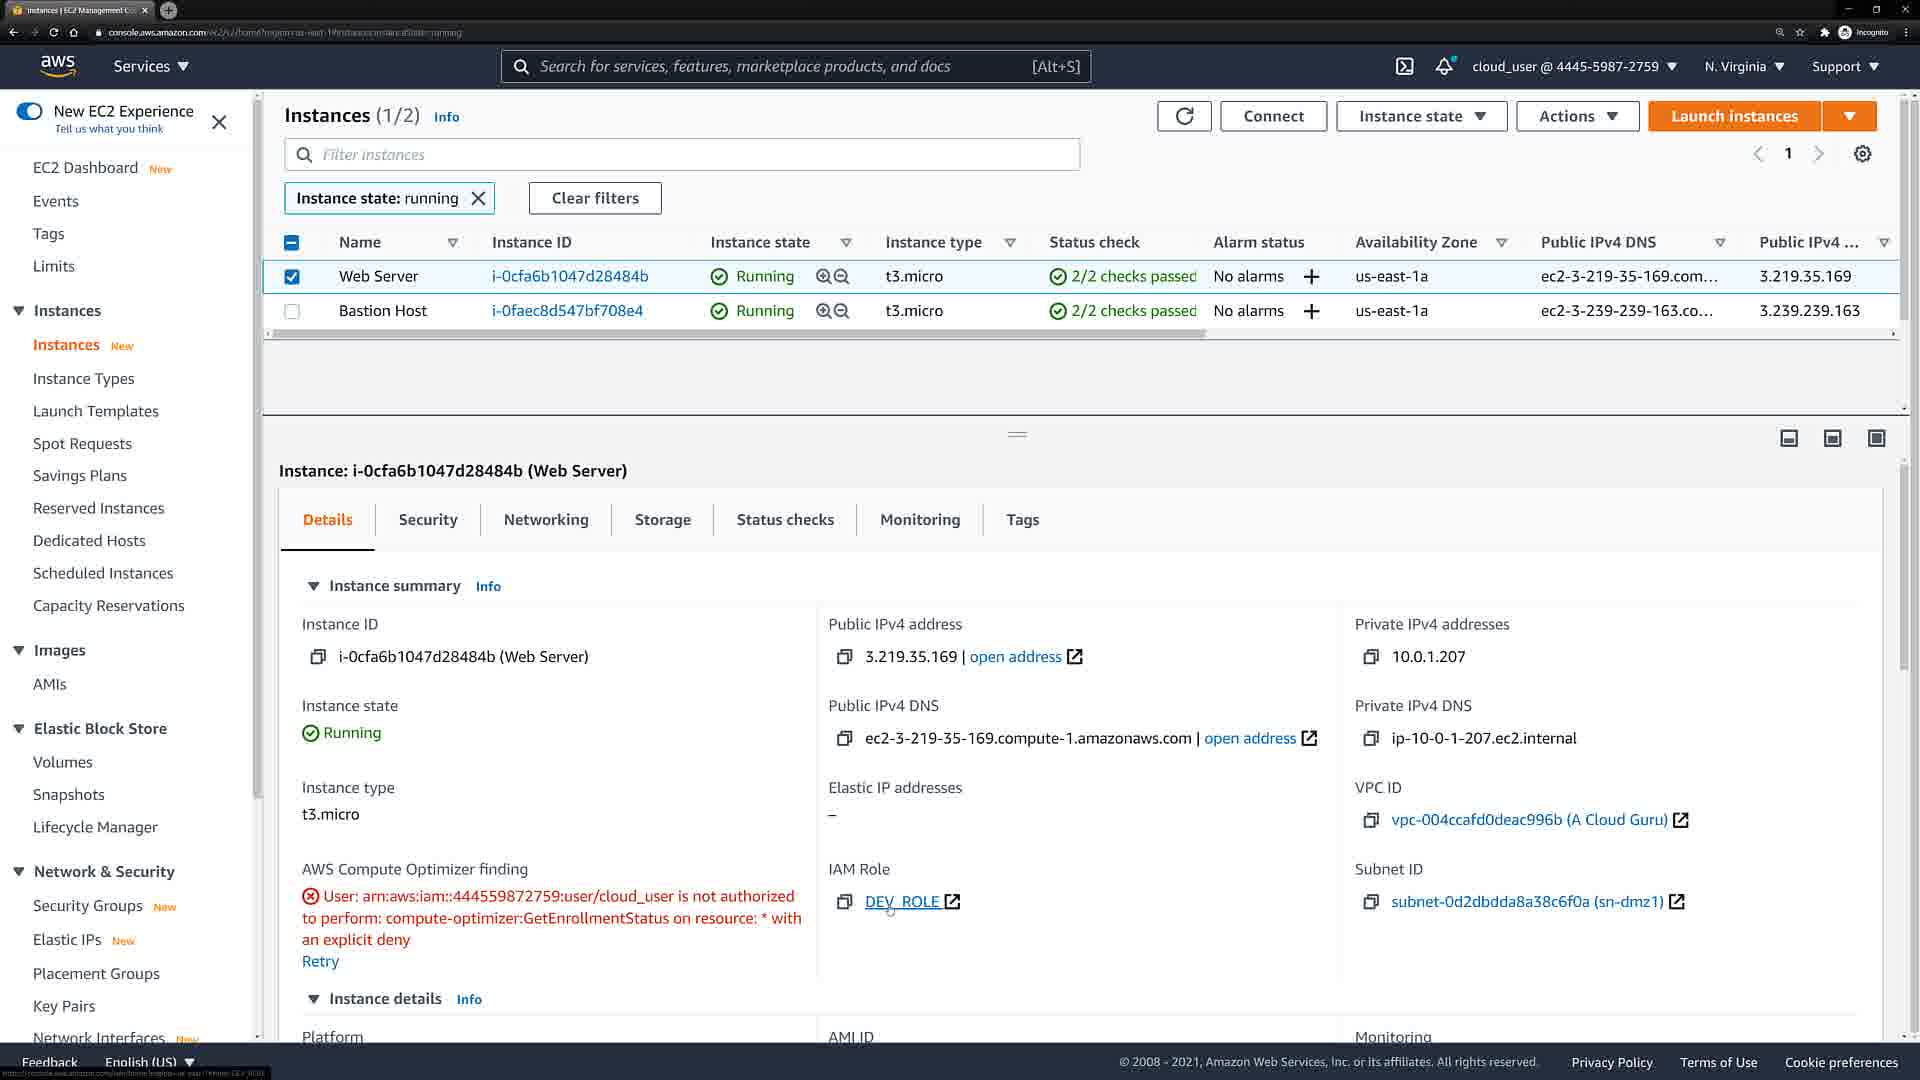 Instances | EC2 Management Co
console.aws.amazon.com/ec2/v2/home?region=us-east-1#Instances:instanceState=running
Incognito
aws
Services
Search for services, features, marketplace products, and docs
[Alt+S]
cloud_user @ 4445-5987-2759
N. Virginia
Support
New EC2 Experience
Tell us what you think
EC2 Dashboard New
Events
Tags
Limits
Instances
Instances New
Instance Types
Launch Templates
Spot Requests
Savings Plans
Reserved Instances
Dedicated Hosts
Scheduled Instances
Capacity Reservations
Images
AMIs
Elastic Block Store
Volumes
Snapshots
Lifecycle Manager
Network & Security
Security Groups New
Elastic IPs New
Placement Groups
Key Pairs
Network Interfaces New
Instances (1/2) Info
Connect
Instance state
Actions
Launch instances
Filter instances
1
Instance state: running
Clear filters
Name Instance ID Instance state Instance type Status check Alarm status Availability Zone Public IPv4 DNS Public IPv4 ...
Web Server i-0cfa6b1047d28484b Running t3.micro 2/2 checks passed No alarms us-east-1a ec2-3-219-35-169.com... 3.219.35.169
Bastion Host i-0faec8d547bf708e4 Running t3.micro 2/2 checks passed No alarms us-east-1a ec2-3-239-239-163.co... 3.239.239.163
Instance: i-0cfa6b1047d28484b (Web Server)
Details Security Networking Storage Status checks Monitoring Tags
Instance summary Info
Instance ID
i-0cfa6b1047d28484b (Web Server)
Public IPv4 address
3.219.35.169 | open address
Private IPv4 addresses
10.0.1.207
Instance state
Running
Public IPv4 DNS
ec2-3-219-35-169.compute-1.amazonaws.com | open address
Private IPv4 DNS
ip-10-0-1-207.ec2.internal
Instance type
t3.micro
Elastic IP addresses
–
VPC ID
vpc-004ccafd0deac996b (A Cloud Guru)
AWS Compute Optimizer finding
User: arn:aws:iam::444559872759:user/cloud_user is not authorized
to perform: compute-optimizer:GetEnrollmentStatus on resource: * with
an explicit deny
Retry
IAM Role
DEV_ROLE
Subnet ID
subnet-0d2dbdda8a38c6f0a (sn-dmz1)
Instance details Info
Platform
AMI ID
Monitoring
Feedback
English (US)
© 2008 - 2021, Amazon Web Services, Inc. or its affiliates. All rights reserved.
Privacy Policy
Terms of Use
Cookie preferences